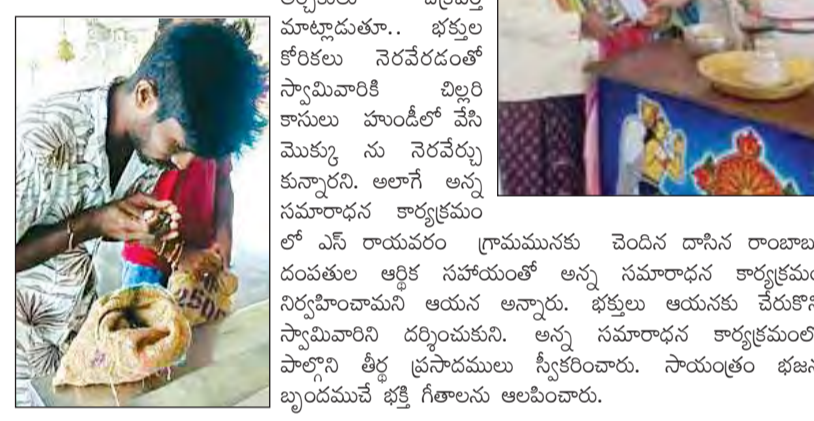 మాట్లాడుతూ.. భక్తుల
కోరికలు నెరవేరడంతో
స్వామివారికి చిల్లరి
కాసులు హుండీలో వేసి
మొక్కు ను నెరవేర్చు
కున్నారని. అలాగే అన్న
సమారాధన కార్యక్రమం
లో ఎస్ రాయవరం గ్రామమునకు చెందిన దాసిన రాంబాబు
దంపతుల ఆర్థిక సహాయంతో అన్న సమారాధన కార్యక్రమం
నిర్వహించామని ఆయన అన్నారు. భక్తులు ఆయనకు చేరుకొని
స్వామివారిని దర్శించుకుని. అన్న సమారాధన కార్యక్రమంలో
పాల్గొని తీర్థ ప్రసాదములు స్వీకరించారు. సాయంత్రం భజన
బృందముచే భక్తి గీతాలను ఆలపించారు.
2500